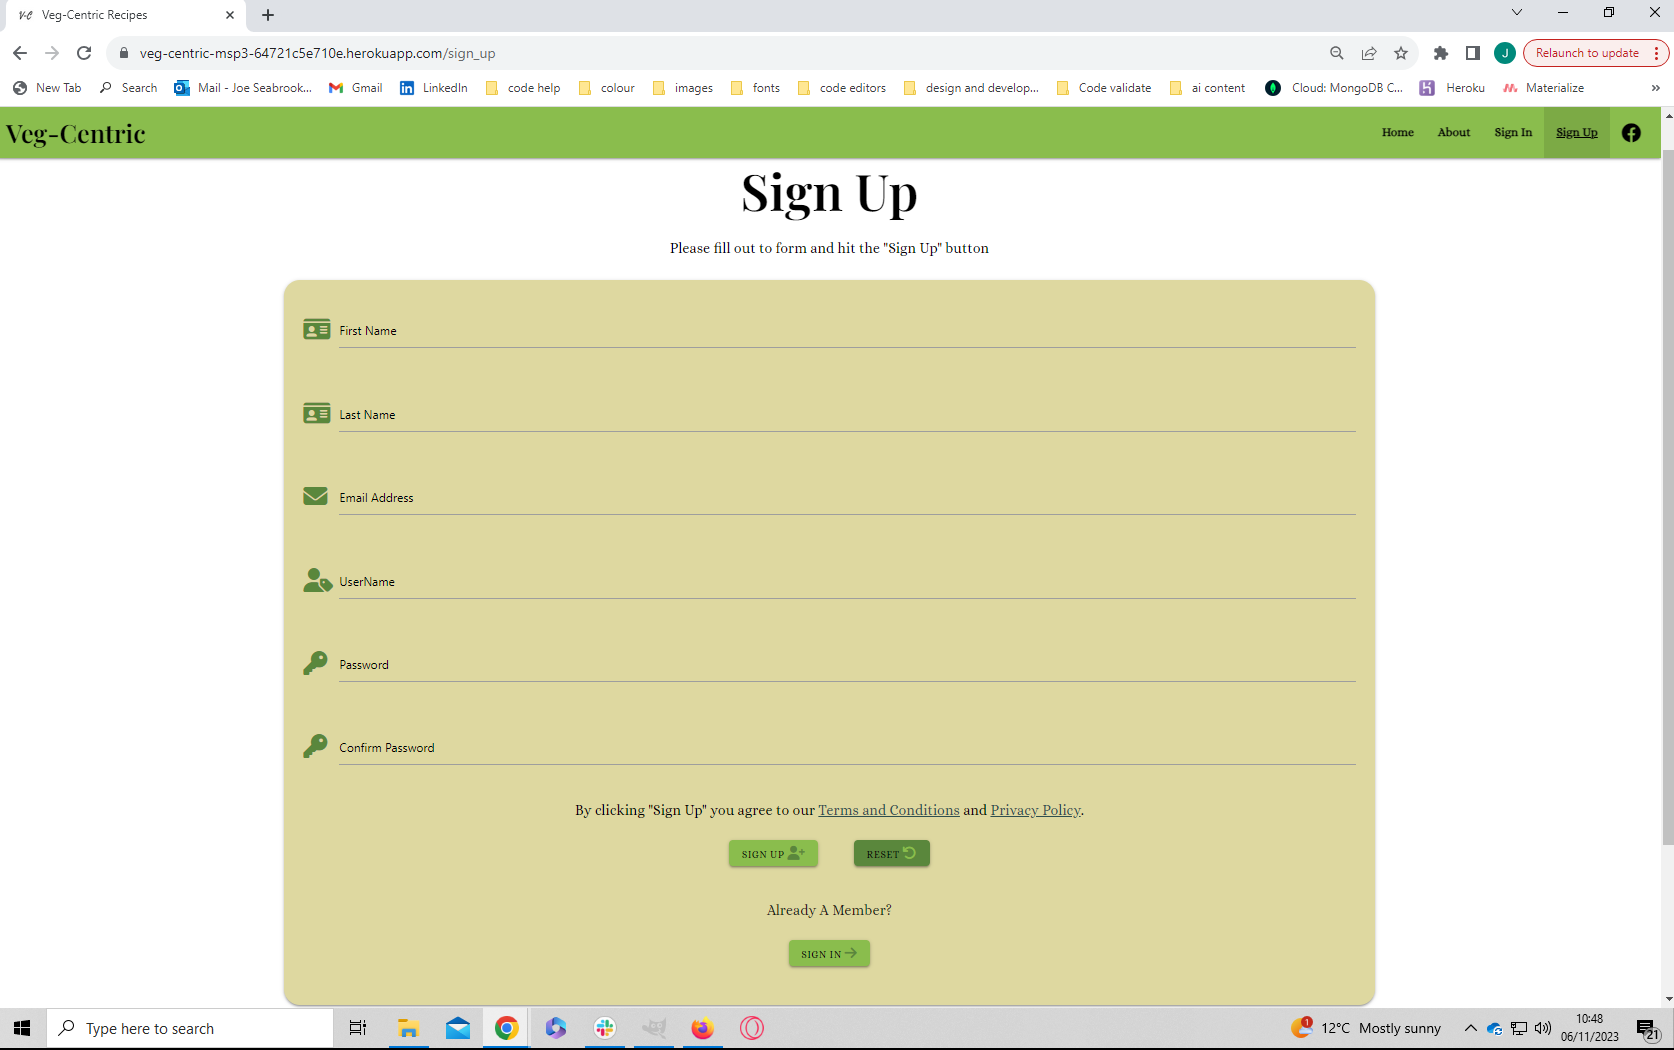 Veg-Centric Recipes
veg-centric-msp3-64721c5e710e.herokuapp.com/sign_up
J
Relaunch to update
New Tab Search Mail - Joe Seabrook... Gmail LinkedIn code help colour images fonts code editors design and develop... Code validate ai content Cloud: MongoDB C... Heroku Materialize »
Veg-Centric
Home About Sign In Sign Up
Sign Up
Please fill out to form and hit the "Sign Up" button
First Name
Last Name
Email Address
UserName
Password
Confirm Password
By clicking "Sign Up" you agree to our Terms and Conditions and Privacy Policy.
SIGN UP RESET
Already A Member?
SIGN IN
Type here to search
1
12°C Mostly sunny
10:48
06/11/2023
21